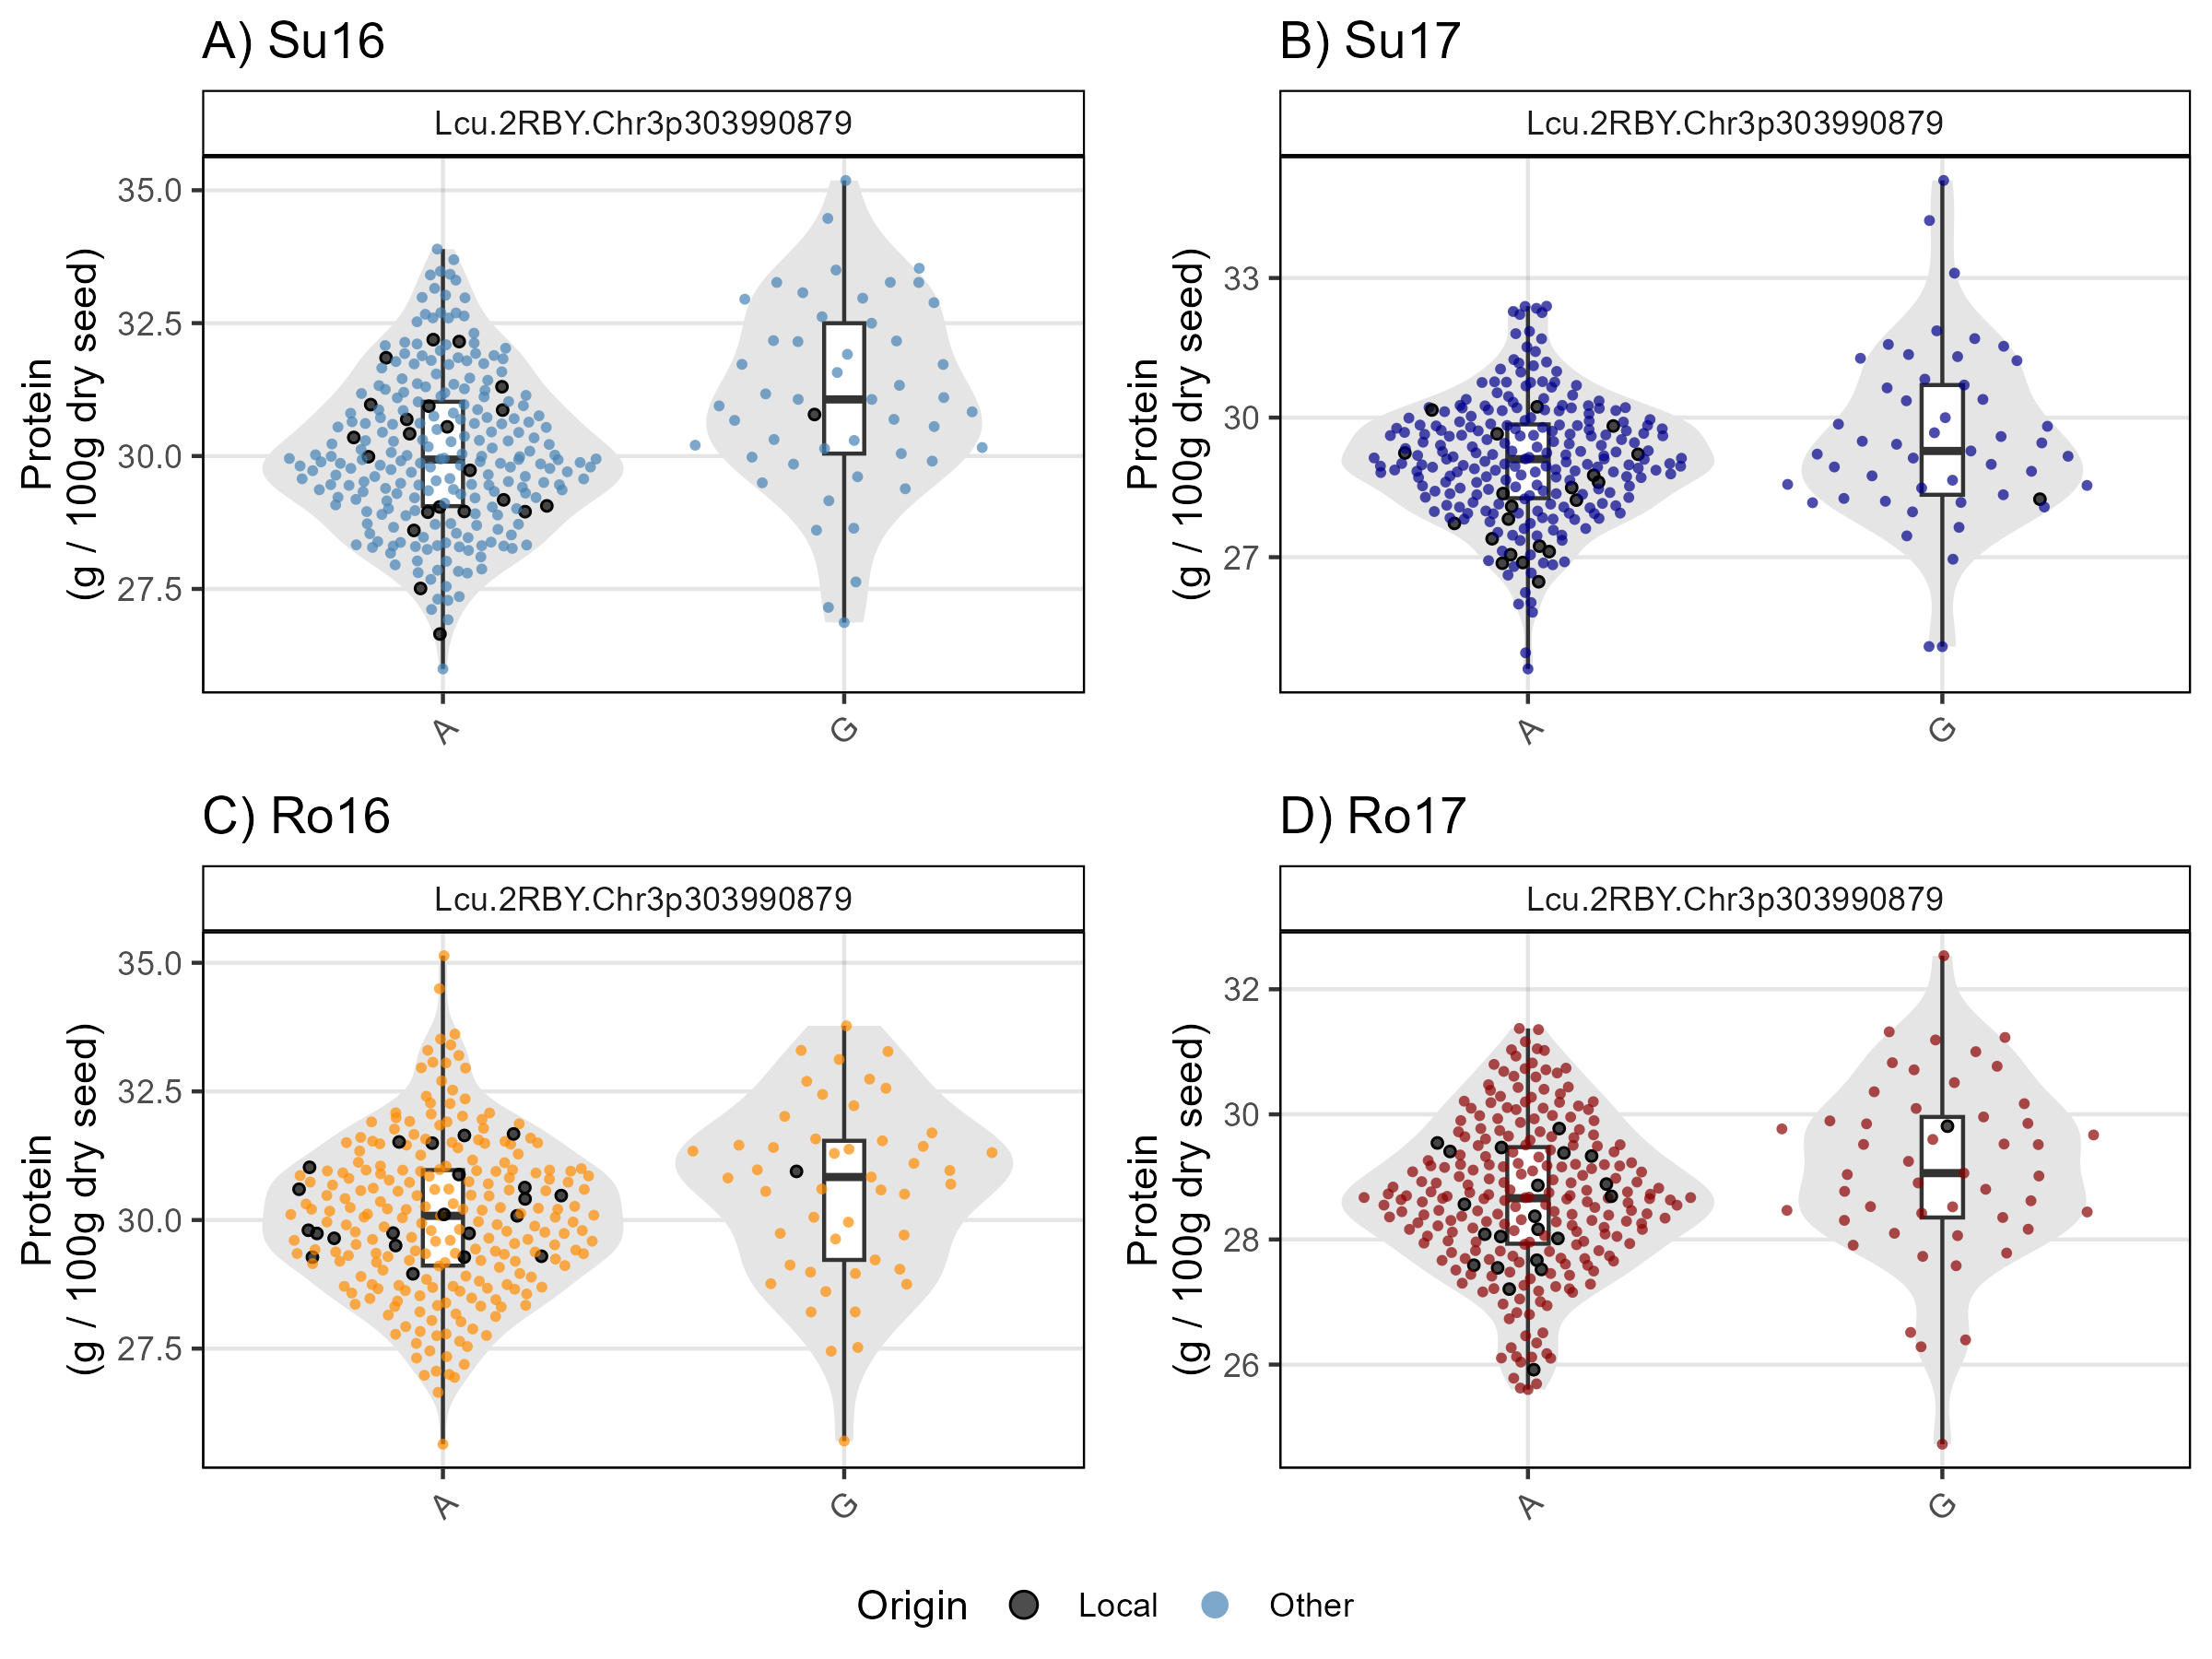 A) Su16
Lcu.2RBY.Chr3p303990879
Protein
(g / 100g dry seed)
35.0
32.5
30.0
27.5
A
G
B) Su17
Lcu.2RBY.Chr3p303990879
Protein
(g / 100g dry seed)
33
30
27
A
G
C) Ro16
Lcu.2RBY.Chr3p303990879
Protein
(g / 100g dry seed)
35.0
32.5
30.0
27.5
A
G
D) Ro17
Lcu.2RBY.Chr3p303990879
Protein
(g / 100g dry seed)
32
30
28
26
A
G
Origin Local Other